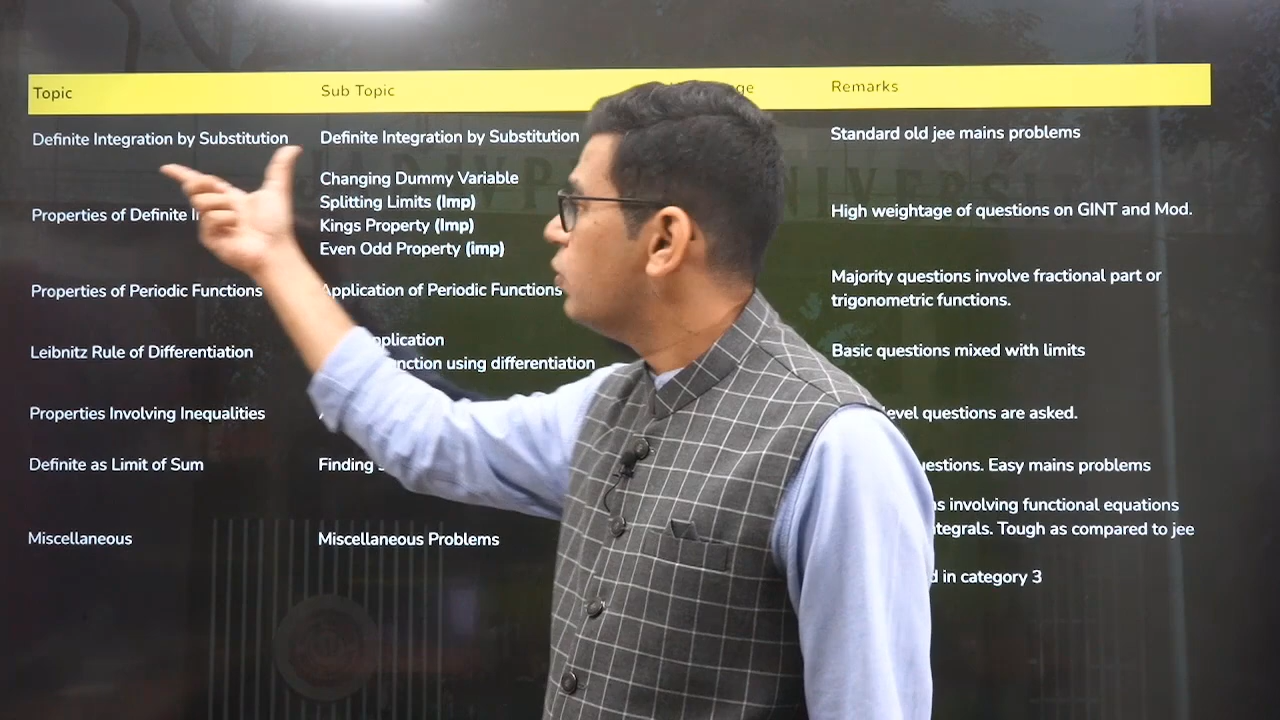 Topic Sub Topic Remarks
Definite Integration by Substitution Definite Integration by Substitution Standard old jee mains problems
Changing Dummy Variable
Splitting Limits (Imp)
Properties of Definite High weightage of questions on GINT and Mod.
Kings Property (Imp)
Even Odd Property (imp)
Properties of Periodic Functions Application of Periodic Functions Majority questions involve fractional part or
trigonometric functions.
Leibnitz Rule of Differentiation Basic questions mixed with limits
using differentiation
Properties Involving Inequalities level questions are asked.
Definite as Limit of Sum Finding Easy mains problems
involving functional equations
Tough as compared to jee
Miscellaneous Miscellaneous Problems
in category 3
JADAVPUR UNIVERSITY